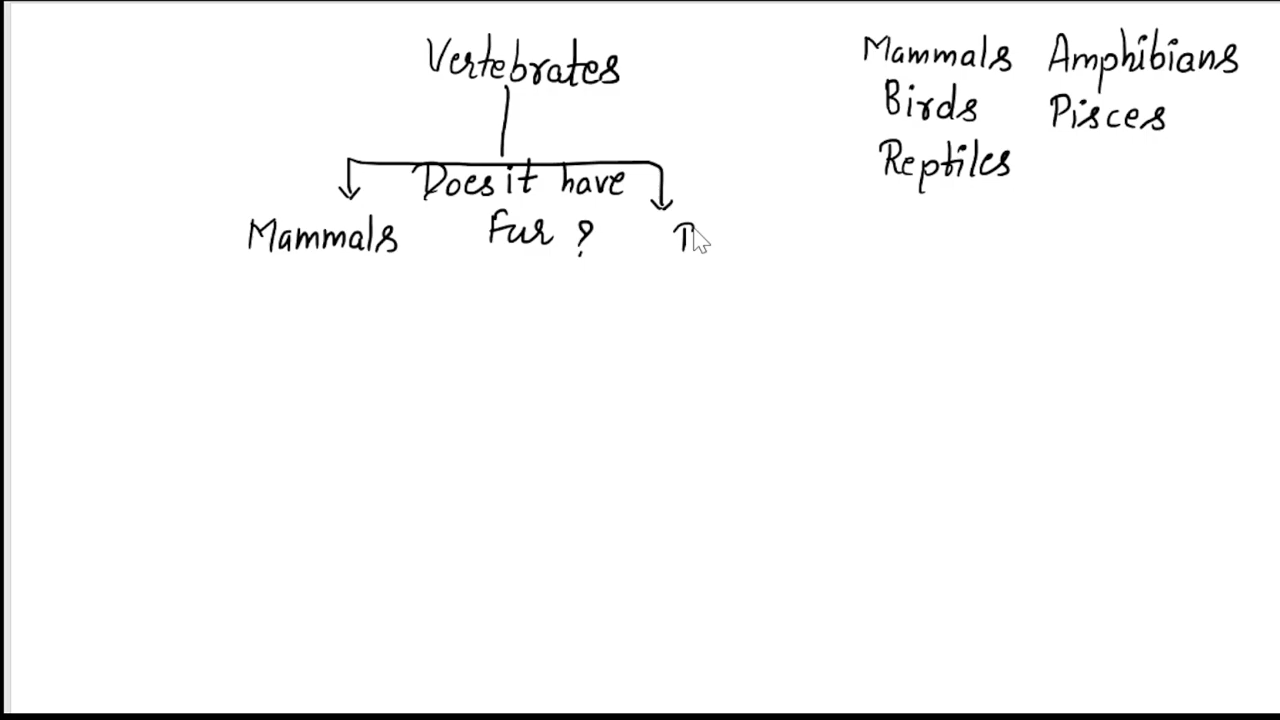 Vertebrates
Does it have
Fur ?
Mammals
Mammals Amphibians
Birds Pisces
Reptiles